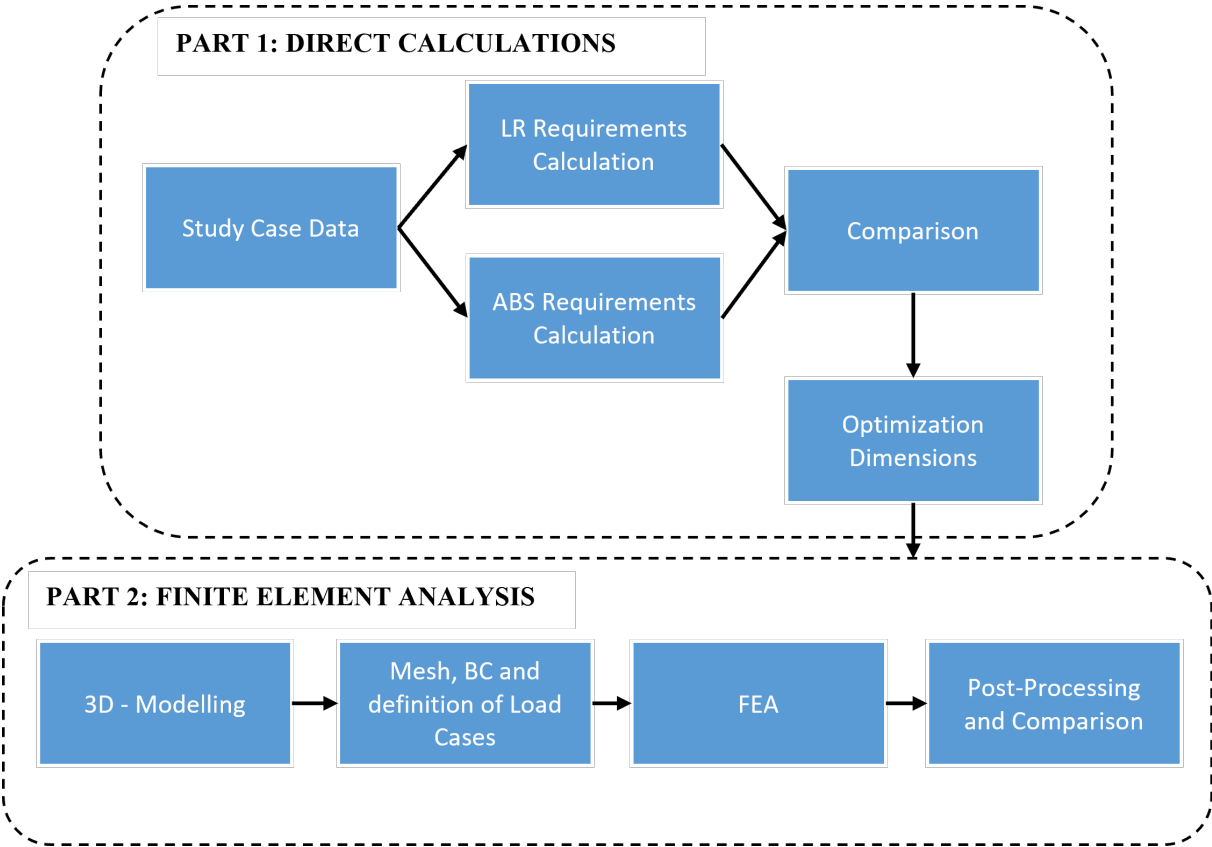 PART 1: DIRECT CALCULATIONS
Study Case Data
LR Requirements
Calculation
ABS Requirements
Calculation
Comparison
Optimization
Dimensions
PART 2: FINITE ELEMENT ANALYSIS
3D - Modelling
Mesh, BC and
definition of Load
Cases
FEA
Post-Processing
and Comparison